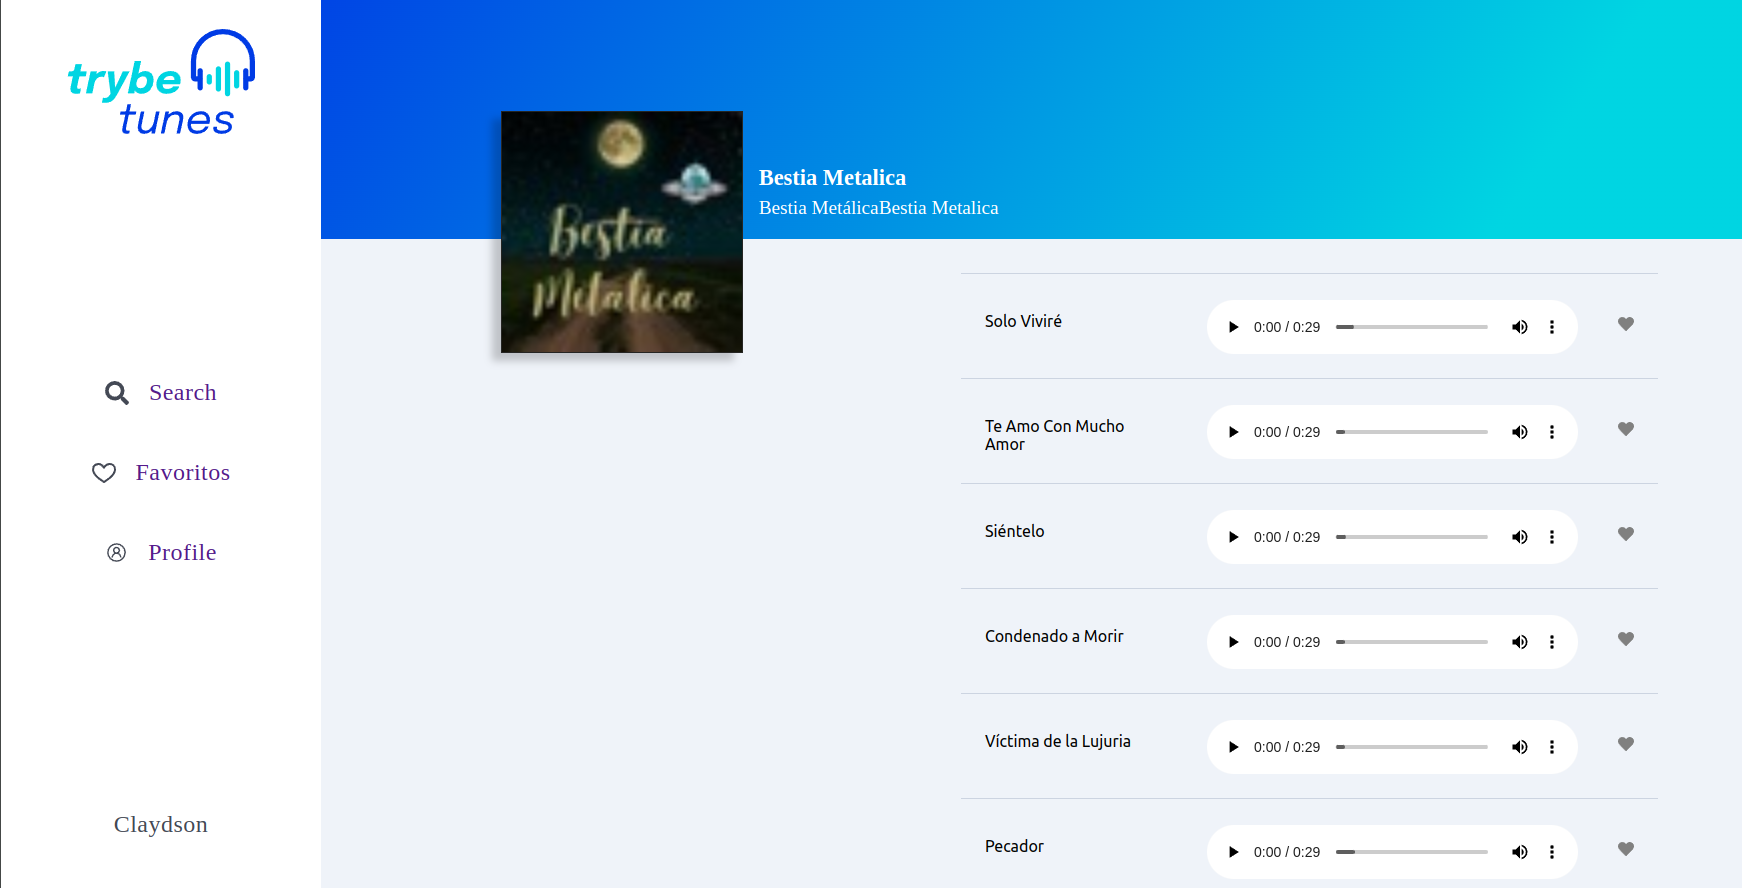 trybe
tunes
Search
Favoritos
Profile
Claydson
Bestia
Metalica
Bestia Metalica
Bestia MetálicaBestia Metalica
Solo Viviré
0:00 / 0:29
Te Amo Con Mucho
Amor
0:00 / 0:29
Siéntelo
0:00 / 0:29
Condenado a Morir
0:00 / 0:29
Víctima de la Lujuria
0:00 / 0:29
Pecador
0:00 / 0:29